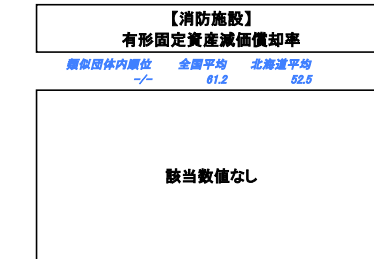 【消防施設】
有形固定資産減価償却率
類似団体内順位 全国平均 北海道平均
-/- 61.2 52.5
該当数値なし